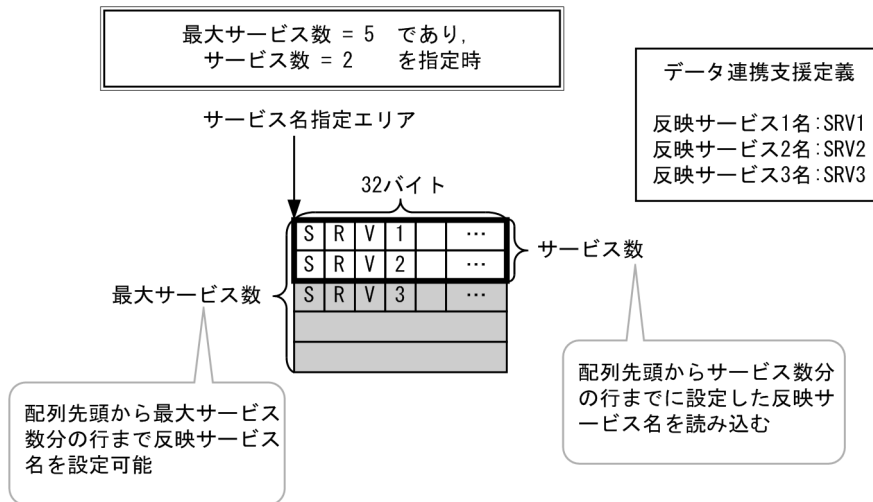 最大サービス数 = 5 であり,
サービス数 = 2 を指定時
データ連携支援定義
反映サービス1名:SRV1
反映サービス2名:SRV2
反映サービス3名:SRV3
サービス名指定エリア
32バイト
S R V 1 …
S R V 2 …
S R V 3 …
サービス数
最大サービス数
配列先頭から最大サービス
数分の行まで反映サービス
名を設定可能
配列先頭からサービス数分
の行までに設定した反映サ
ービス名を読み込む